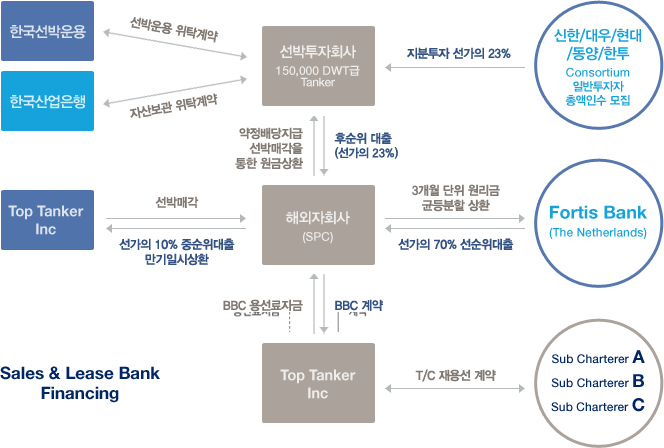 한국선박운용
선박운용 위탁계약
선박투자회사
150,000 DWT급
Tanker
지분투자 선가의 23%
신한/대우/현대
/동양/한투
Consortium
일반투자자
총액인수 모집
한국산업은행
자산보관 위탁계약
약정배당지급
선박매각을
통한 원금상환
후순위 대출
(선가의 23%)
Top Tanker
Inc
선박매각
선가의 10% 중순위대출
만기일시상환
해외자회사
(SPC)
3개월 단위 원리금
균등분할 상환
선가의 70% 선순위대출
Fortis Bank
(The Netherlands)
BBC 용선료자금
BBC 계약
Sales & Lease Bank
Financing
Top Tanker
Inc
T/C 재용선 계약
Sub Charterer A
Sub Charterer B
Sub Charterer C